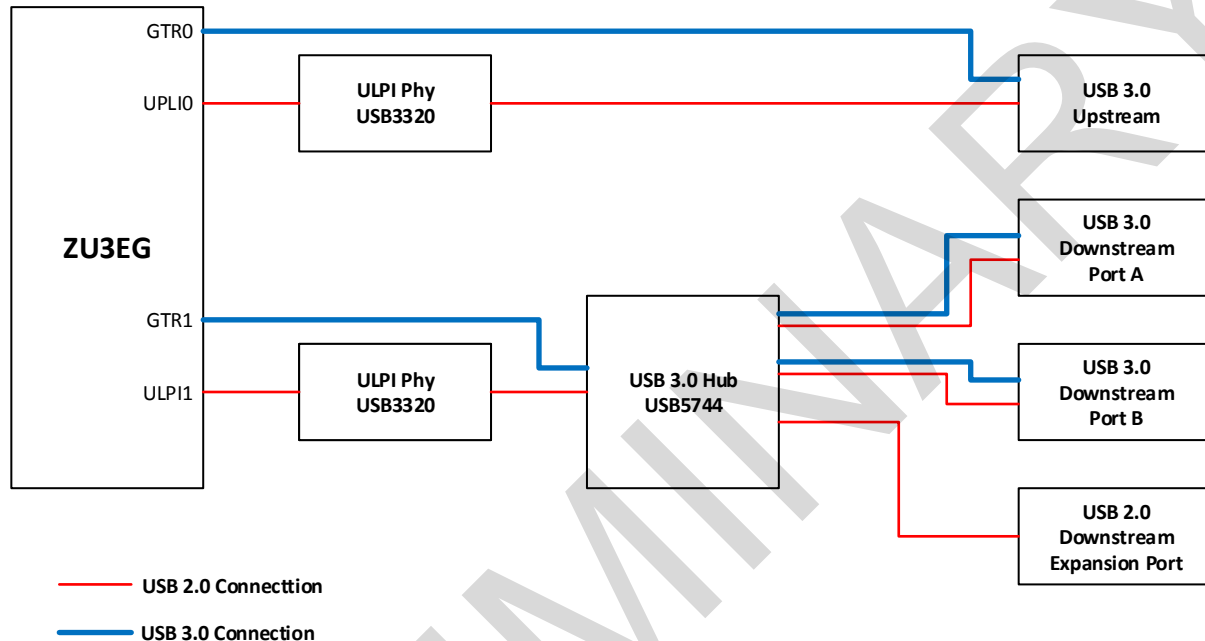 GTR0
UPLI0
ULPI Phy
USB3320
USB 3.0
Upstream
ZU3EG
USB 3.0
Downstream
Port A
GTR1
ULPI1
ULPI Phy
USB3320
USB 3.0 Hub
USB5744
USB 3.0
Downstream
Port B
USB 2.0
Downstream
Expansion Port
USB 2.0 Connecttion
USB 3.0 Connection
MINARY